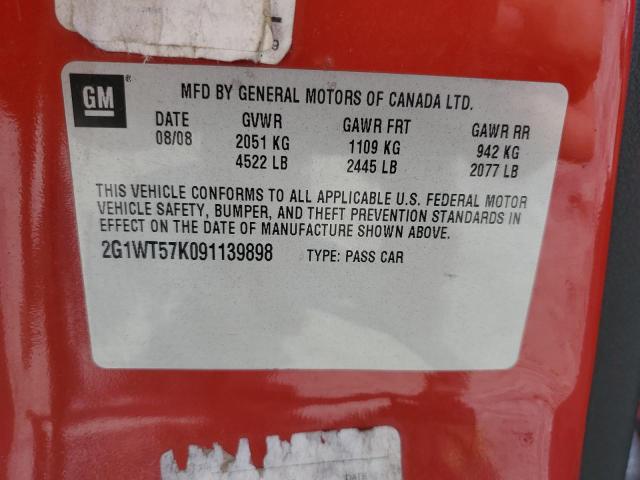 9
GM®
MFD BY GENERAL MOTORS OF CANADA LTD.
DATE GVWR GAWR FRT GAWR RR
08/08 2051 KG 1109 KG 942 KG
4522 LB 2445 LB 2077 LB
THIS VEHICLE CONFORMS TO ALL APPLICABLE U.S. FEDERAL MOTOR
VEHICLE SAFETY, BUMPER, AND THEFT PREVENTION STANDARDS IN
EFFECT ON THE DATE OF MANUFACTURE SHOWN ABOVE.
2G1WT57K091139898 TYPE: PASS CAR
DATE